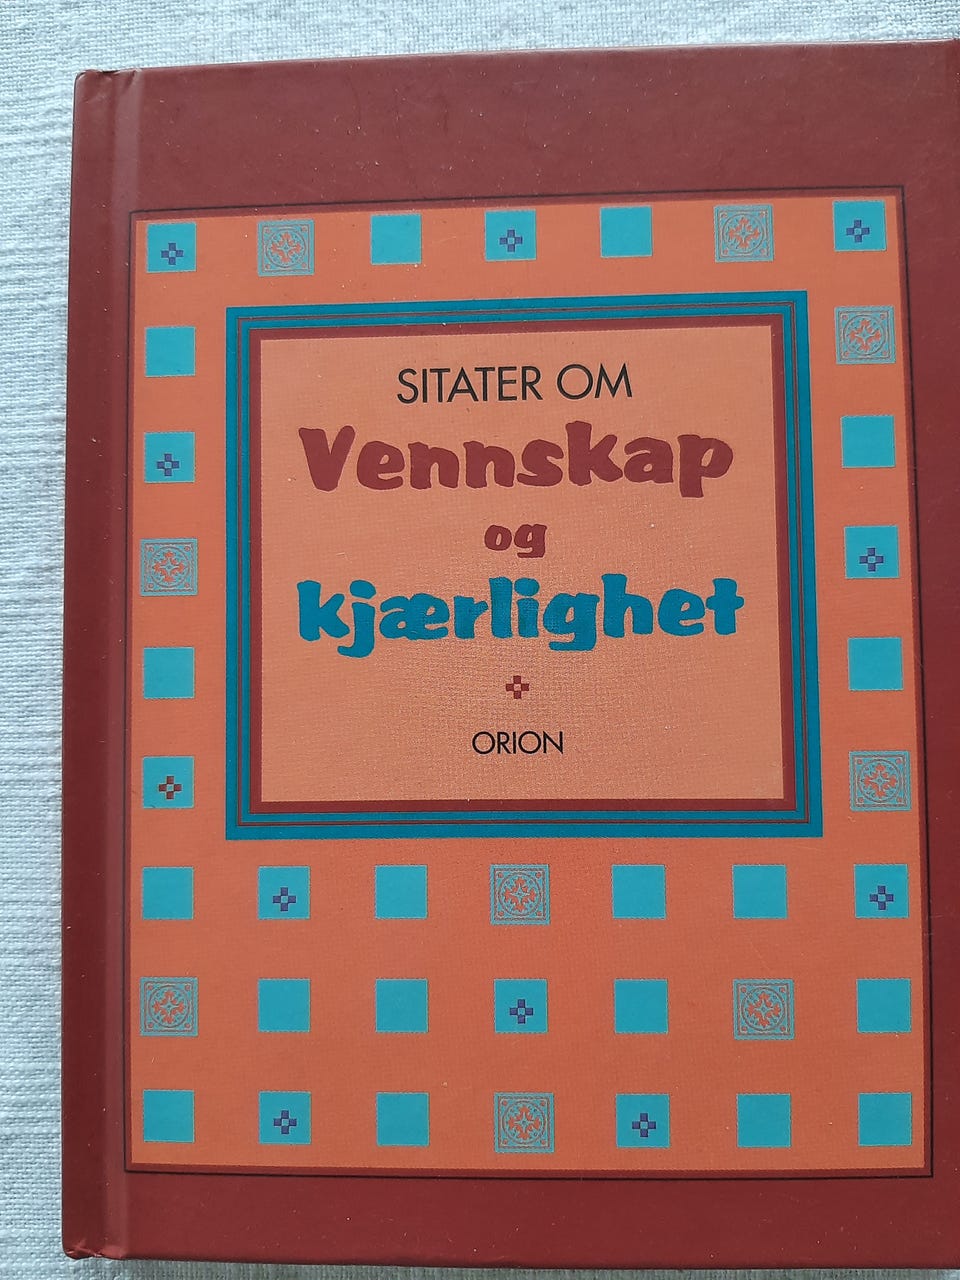 SITATER OM
Vennskap
og
kjærlighet
ORION